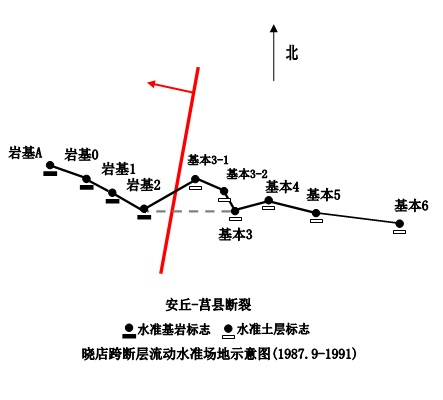 北
岩基A
岩基0
岩基1
岩基2
基本3-1
基本3-2
基本3
基本4
基本5
基本6
安丘-莒县断裂
水准基岩标志 水准土层标志
晓店跨断层流动水准场地示意图(1987.9-1991)